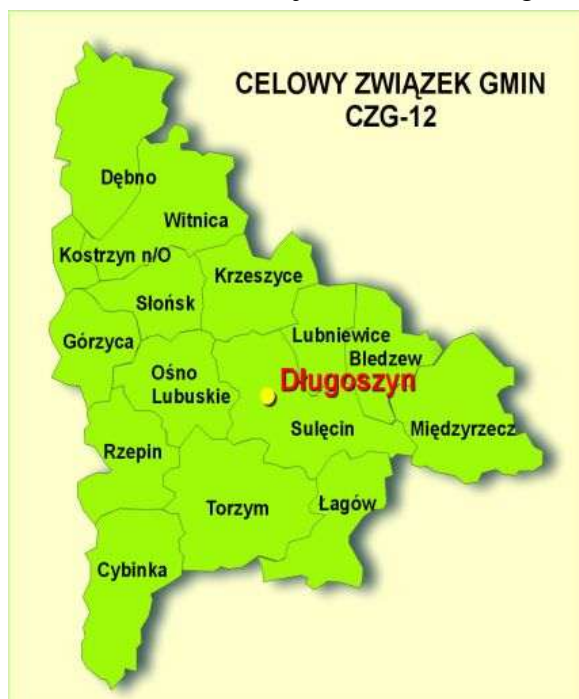 CELOWY ZWIĄZEK GMIN
CZG-12
Dębno
Witnica
Kostrzyn n/O
Krzeszyce
Słońsk
Górzyca
Lubniewice
Bledzew
Ośno
Lubuskie
Długoszyn
Sulęcin
Międzyrzecz
Rzepin
Torzym
Łagów
Cybinka